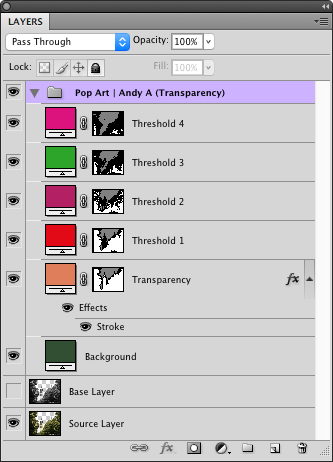 LAYERS
Pass Through Opacity: 100%
Lock: Fill: 100%
Pop Art | Andy A (Transparency)
Threshold 4
Threshold 3
Threshold 2
Threshold 1
Transparency fx
Effects
Stroke
Background
Base Layer
Source Layer
fx.